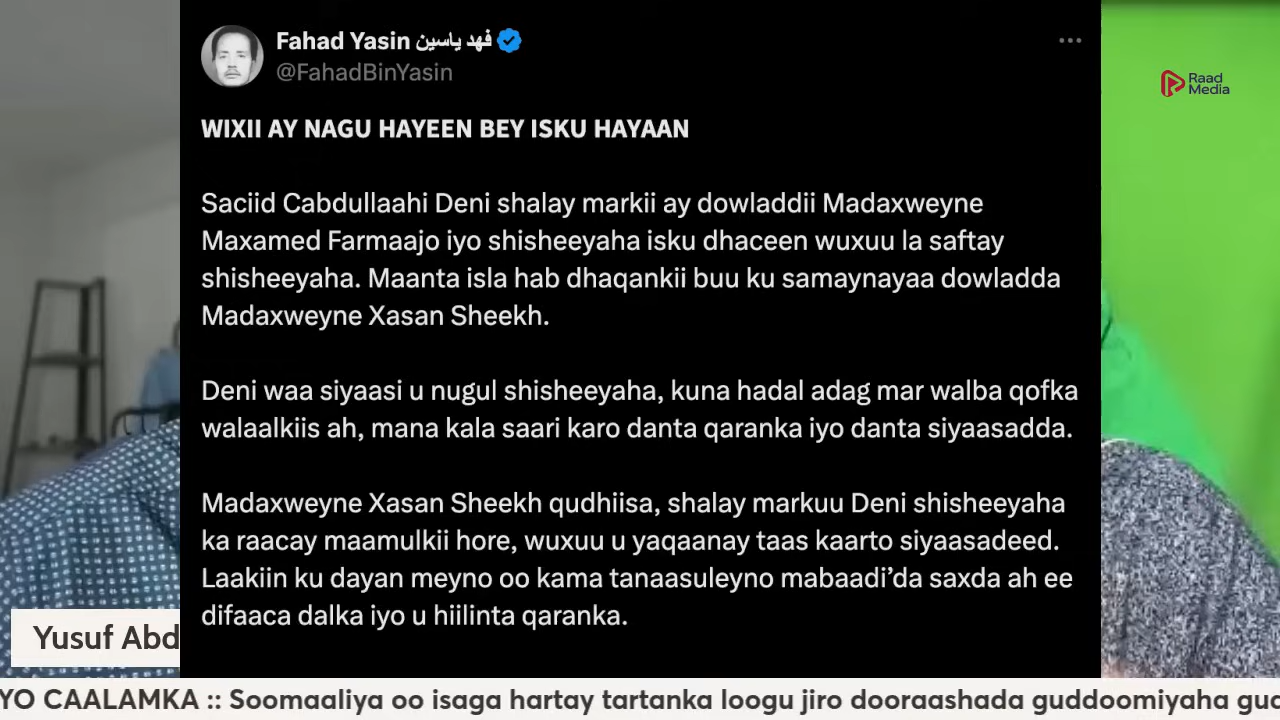 Fahad Yasin فهد ياسين
@FahadBinYasin
Raad
Media
WIXII AY NAGU HAYEEN BEY ISKU HAYAAN
Saciid Cabdullaahi Deni shalay markii ay dowladdii Madaxweyne
Maxamed Farmaajo iyo shisheeyaha isku dhaceen wuxuu la saftay
shisheeyaha. Maanta isla hab dhaqankii buu ku samaynayaa dowladda
Madaxweyne Xasan Sheekh.
Deni waa siyaasi u nugul shisheeyaha, kuna hadal adag mar walba qofka
walaalkiis ah, mana kala saari karo danta qaranka iyo danta siyaasadda.
Madaxweyne Xasan Sheekh qudhiisa, shalay markuu Deni shisheeyaha
ka raacay maamulkii hore, wuxuu u yaqaanay taas kaarto siyaasadeed.
Laakiin ku dayan meyno oo kama tanaasuleyno mabaadi’da saxda ah ee
difaaca dalka iyo u hiilinta qaranka.
Yusuf Abd
YO CAALAMKA :: Soomaaliya oo isaga hartay tartanka loogu jiro dooraashada guddoomiyaha